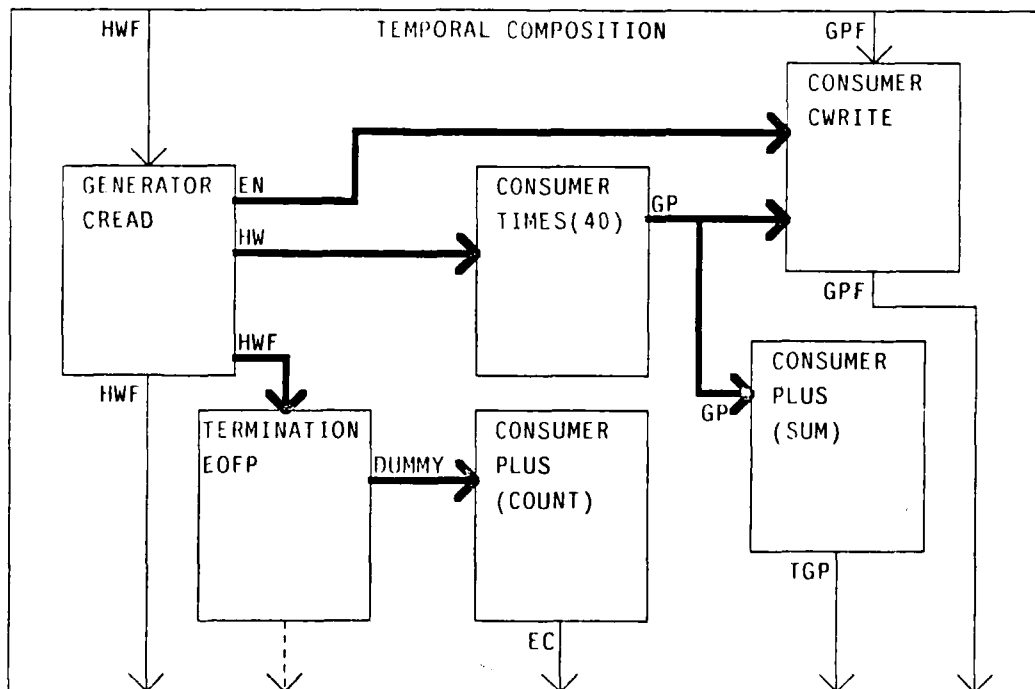 HWF
TEMPORAL COMPOSITION
GPF
CONSUMER
CWRITE
GENERATOR
CREAD
EN
HW
HWF
HWF
CONSUMER
TIMES(40)
GP
GPF
CONSUMER
PLUS
(SUM)
GP
TERMINATION
EOFP
DUMMY
CONSUMER
PLUS
(COUNT)
TGP
EC